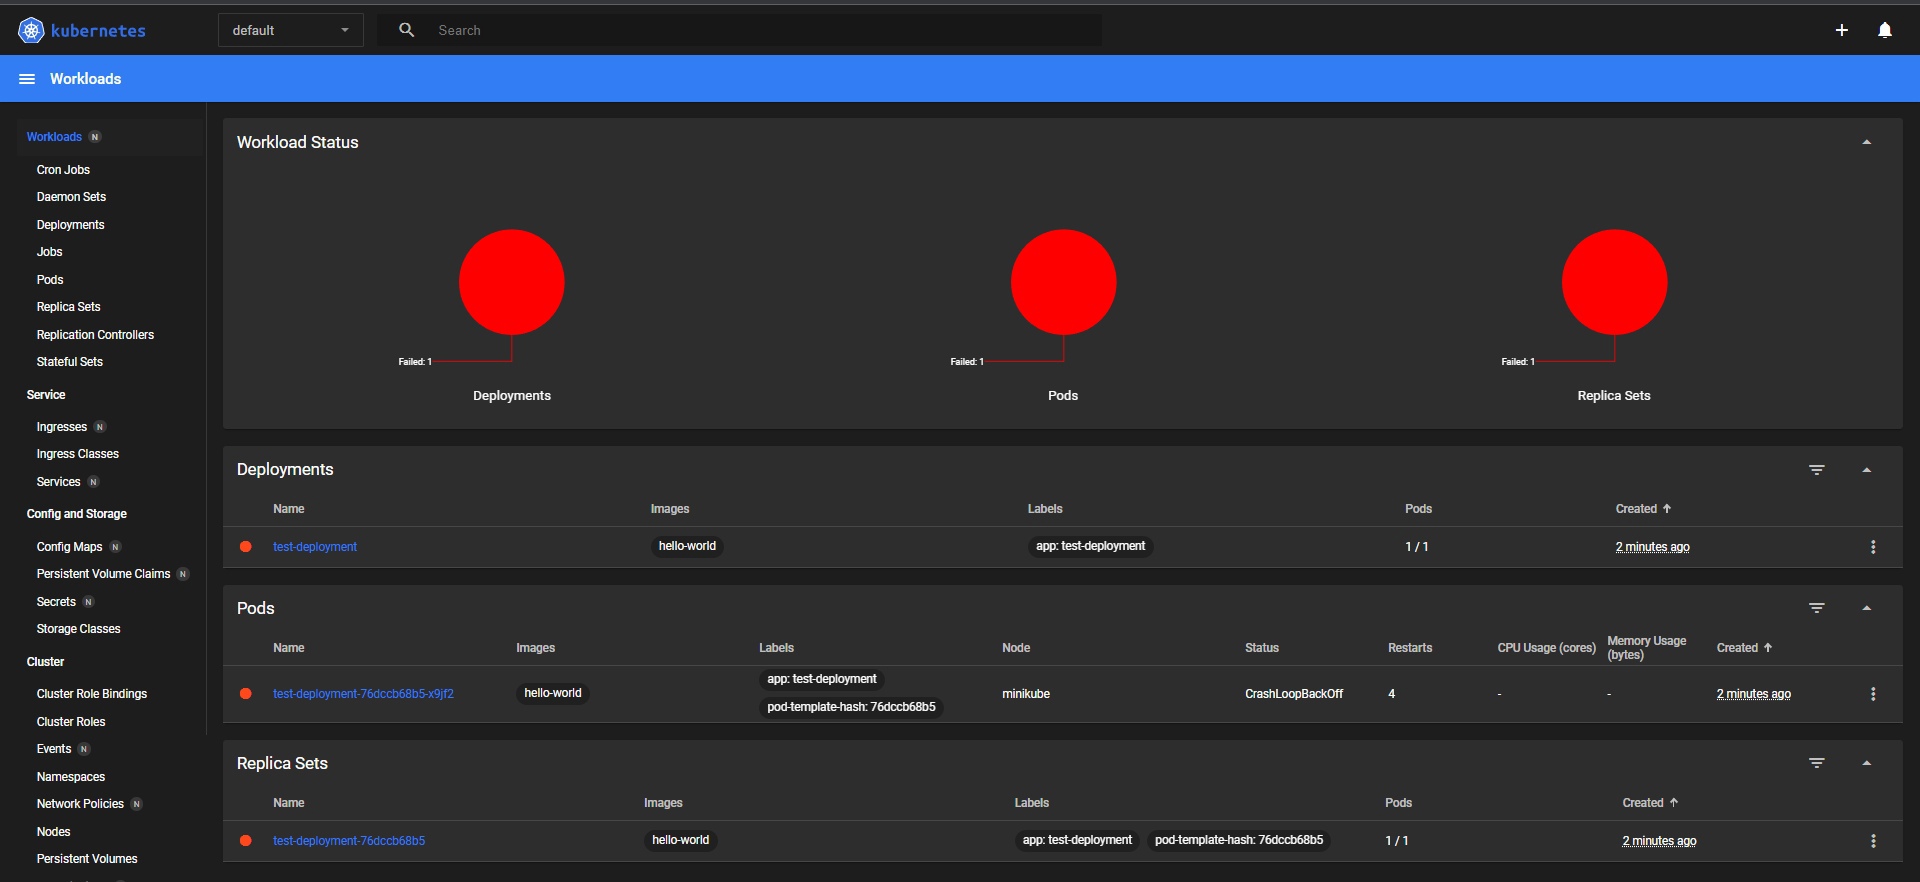 kubernetes
default
Search
Workloads
Workloads N
Cron Jobs
Daemon Sets
Deployments
Jobs
Pods
Replica Sets
Replication Controllers
Stateful Sets
Service
Ingresses N
Ingress Classes
Services N
Config and Storage
Config Maps N
Persistent Volume Claims N
Secrets N
Storage Classes
Cluster
Cluster Role Bindings
Cluster Roles
Events N
Namespaces
Network Policies N
Nodes
Persistent Volumes
Workload Status
Failed: 1
Deployments
Failed: 1
Pods
Failed: 1
Replica Sets
Deployments
Name Images Labels Pods Created ↑
test-deployment hello-world app: test-deployment 1 / 1 2 minutes ago
Pods
Name Images Labels Node Status Restarts CPU Usage (cores) Memory Usage (bytes) Created ↑
test-deployment-76dccb68b5-x9jf2 hello-world app: test-deployment minikube CrashLoopBackOff 4 - - 2 minutes ago
pod-template-hash: 76dccb68b5
Replica Sets
Name Images Labels Pods Created ↑
test-deployment-76dccb68b5 hello-world app: test-deployment pod-template-hash: 76dccb68b5 1 / 1 2 minutes ago